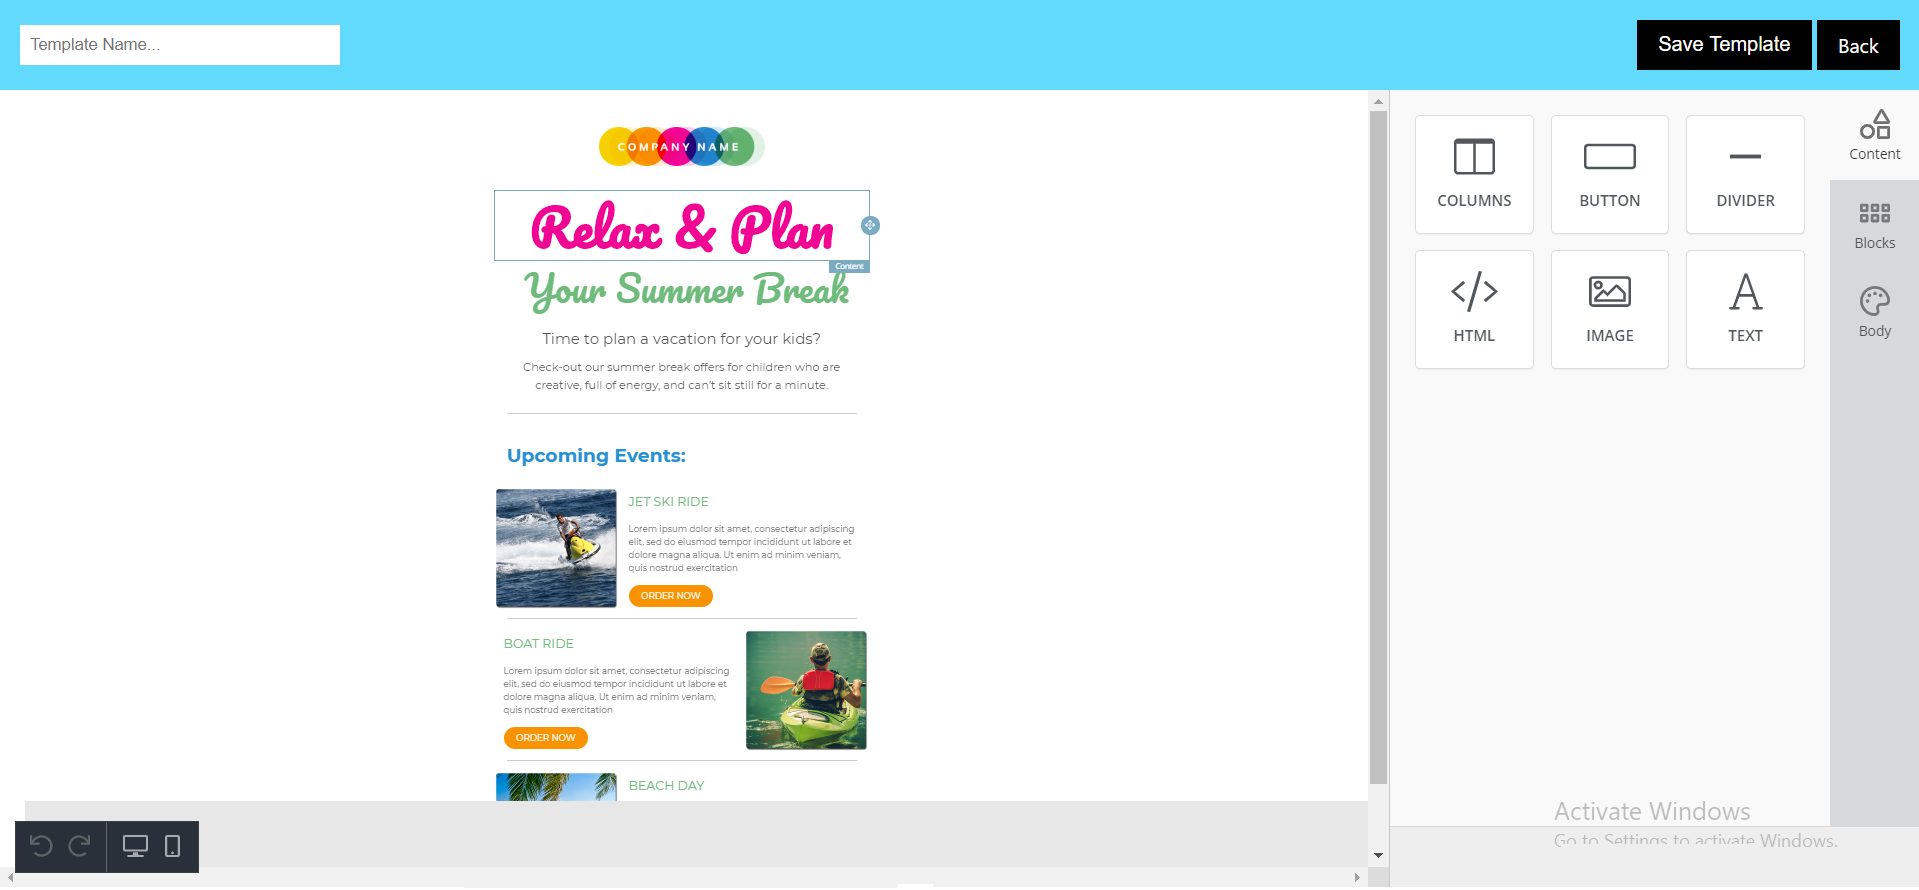 Template Name...
Save Template
Back
COMPANY NAME
Relax & Plan
Content
Your Summer Break
Time to plan a vacation for your kids?
Check-out our summer break offers for children who are
creative, full of energy, and can't sit still for a minute.
Upcoming Events:
JET SKI RIDE
Lorem ipsum dolor sit amet, consectetur adipiscing
elit, sed do eiusmod tempor incididunt ut labore et
dolore magna aliqua. Ut enim ad minim veniam,
quis nostrud exercitation
ORDER NOW
BOAT RIDE
Lorem ipsum dolor sit amet, consectetur adipiscing
elit, sed do eiusmod tempor incididunt ut labore et
dolore magna aliqua. Ut enim ad minim veniam,
quis nostrud exercitation
ORDER NOW
BEACH DAY
COLUMNS
BUTTON
DIVIDER
HTML
IMAGE
TEXT
Content
Blocks
Body
Activate Windows
Go to Settings to activate Windows.